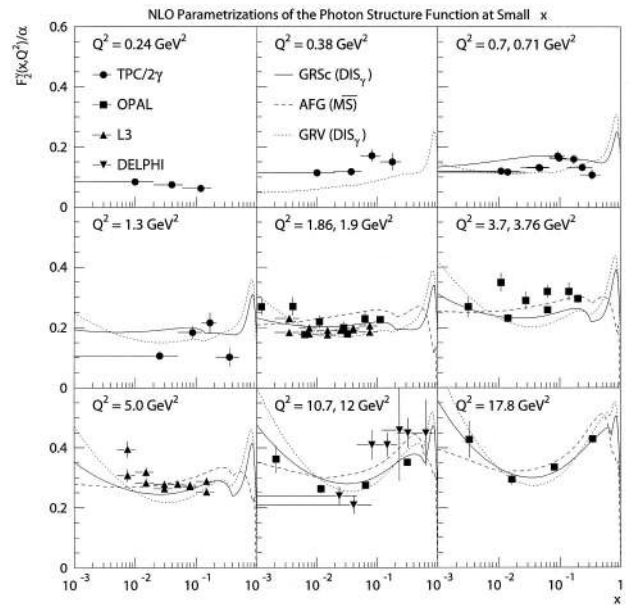 NLO Parametrizations of the Photon Structure Function at Small x
F₂^γ(x,Q²)/α
0.6
0.4
0.2
0
Q² = 0.24 GeV²
TPC/2γ
OPAL
L3
DELPHI
Q² = 0.38 GeV²
GRSc (DISγ)
AFG (M̅S̅)
GRV (DISγ)
Q² = 0.7, 0.71 GeV²
0.4
0.2
0
Q² = 1.3 GeV²
Q² = 1.86, 1.9 GeV²
Q² = 3.7, 3.76 GeV²
0.6
0.4
0.2
0
Q² = 5.0 GeV²
Q² = 10.7, 12 GeV²
Q² = 17.8 GeV²
10⁻³ 10⁻² 10⁻¹ 10⁻³ 10⁻² 10⁻¹ 10⁻³ 10⁻² 10⁻¹ 1
x